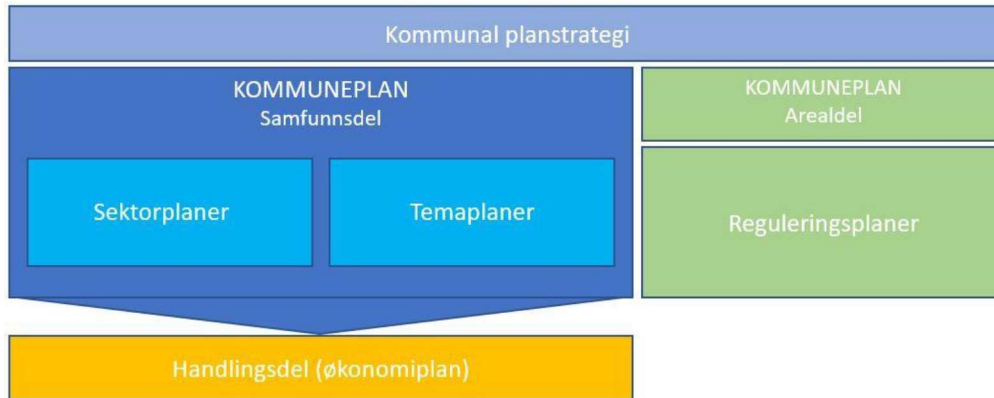 Kommunal planstrategi
KOMMUNEPLAN
Samfunnsdel
Sektorplaner
Temaplaner
KOMMUNEPLAN
Arealdel
Reguleringsplaner
Handlingsdel (økonomiplan)